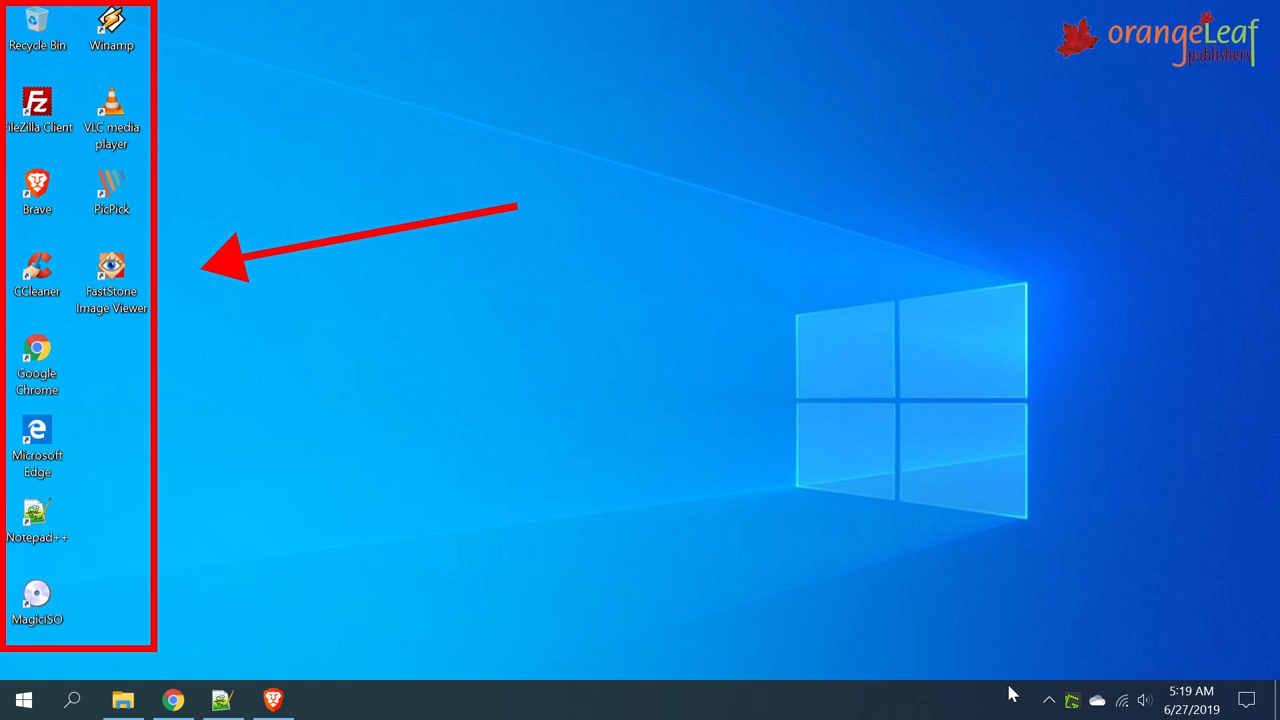 Recycle Bin
Winamp
FileZilla Client
VLC media
player
Brave
PicPick
CCleaner
FastStone
Image Viewer
Google
Chrome
Microsoft
Edge
Notepad++
MagicISO
orangeLeaf
publishers
5:19 AM
6/27/2019